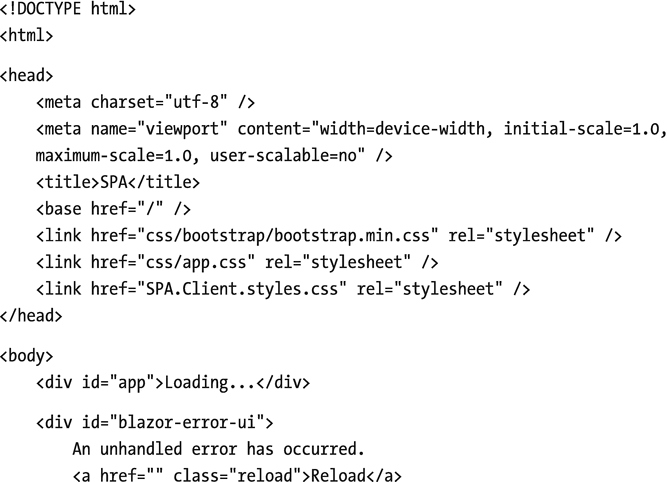 <!DOCTYPE html>
<html>
<head>
    <meta charset="utf-8" />
    <meta name="viewport" content="width=device-width, initial-scale=1.0,
    maximum-scale=1.0, user-scalable=no" />
    <title>SPA</title>
    <base href="/" />
    <link href="css/bootstrap/bootstrap.min.css" rel="stylesheet" />
    <link href="css/app.css" rel="stylesheet" />
    <link href="SPA.Client.styles.css" rel="stylesheet" />
</head>
<body>
    <div id="app">Loading...</div>
    <div id="blazor-error-ui">
        An unhandled error has occurred.
        <a href="" class="reload">Reload</a>